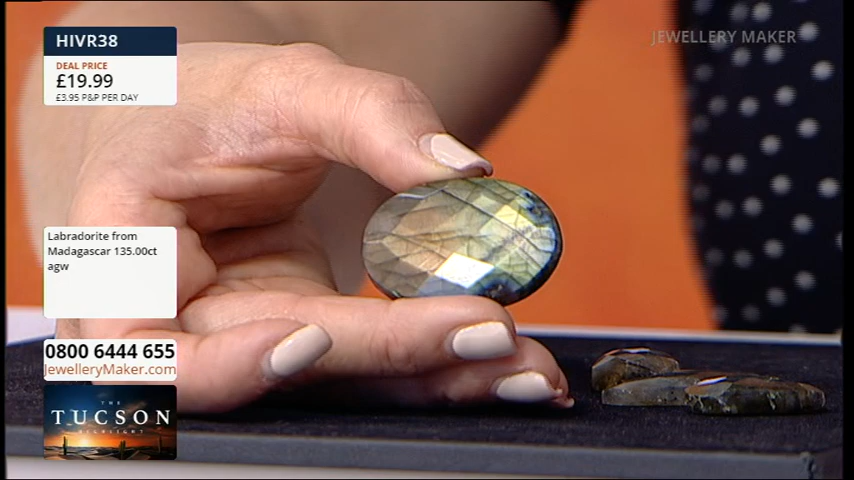 HIVR38
DEAL PRICE
£19.99
£3.95 P&P PER DAY
JEWELLERY MAKER
Labradorite from
Madagascar 135.00ct
agw
0800 6444 655
JewelleryMaker.com
THE
TUCSON
HIGHLIGHT